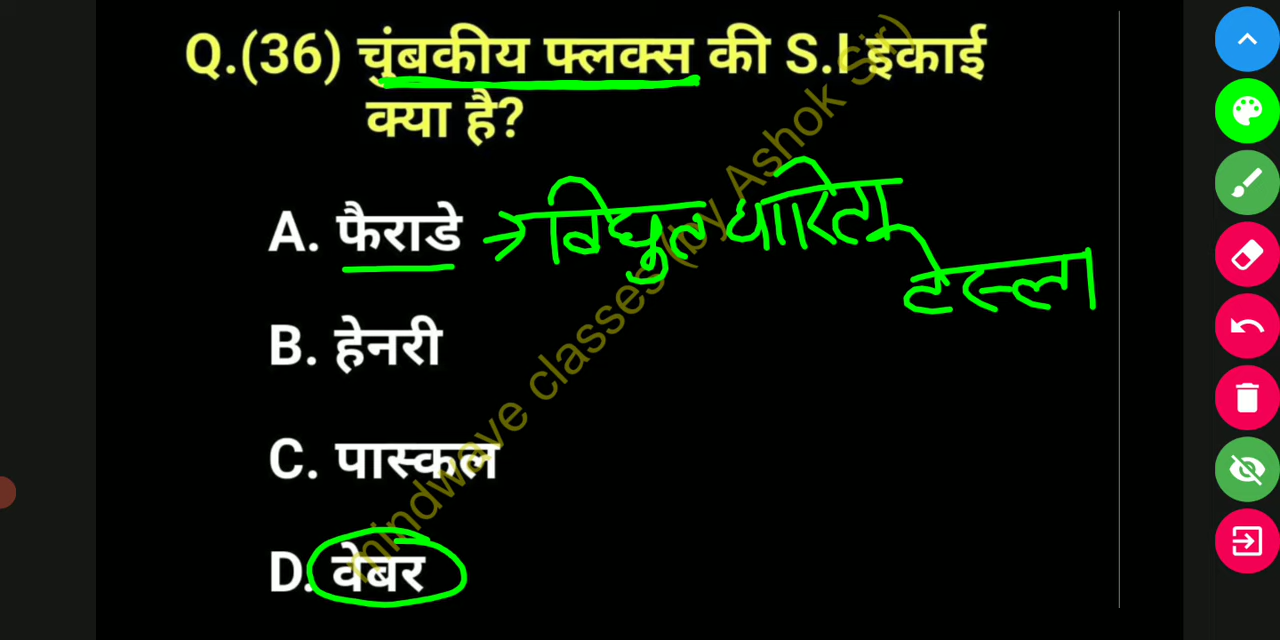 Q.(36) चुंबकीय फ्लक्स की S.I इकाई
क्या है?
A. फैराडे → विघुत धारिता
टेस्ला
B. हेनरी
C. पास्कल
D. वेबर
mindwave classes (by Ashok Sir)